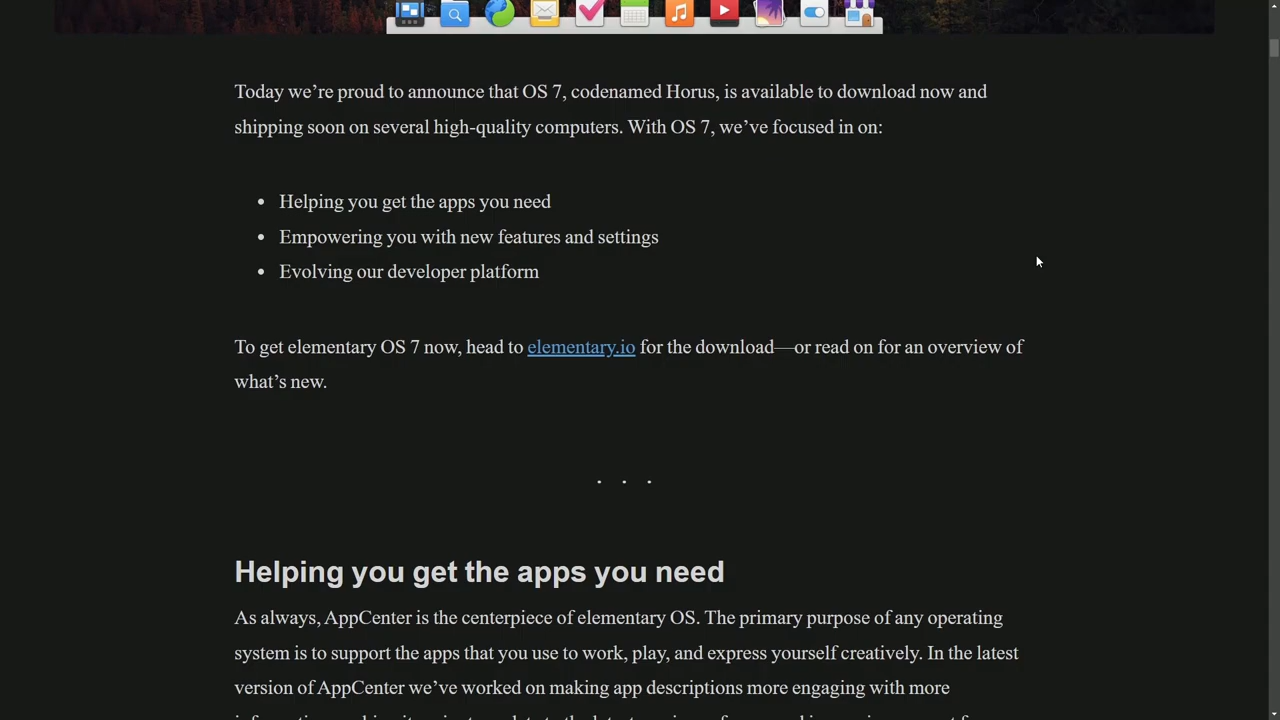 Today we’re proud to announce that OS 7, codenamed Horus, is available to download now and
shipping soon on several high-quality computers. With OS 7, we’ve focused in on:
• Helping you get the apps you need
• Empowering you with new features and settings
• Evolving our developer platform
To get elementary OS 7 now, head to elementary.io for the download—or read on for an overview of
what’s new.
. . .
Helping you get the apps you need
As always, AppCenter is the centerpiece of elementary OS. The primary purpose of any operating
system is to support the apps that you use to work, play, and express yourself creatively. In the latest
version of AppCenter we’ve worked on making app descriptions more engaging with more